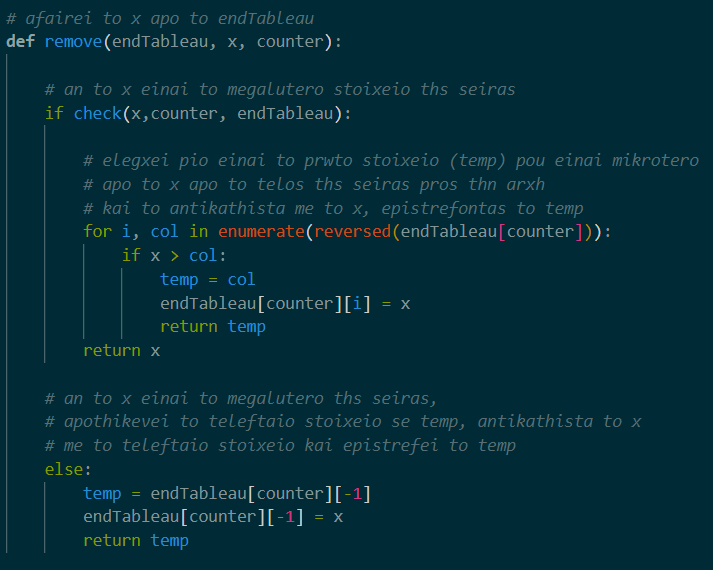 # afairei to x apo to endTableau
def remove(endTableau, x, counter):
# an to x einai to megalutero stoixeio ths seiras
if check(x,counter, endTableau):
# elegxei pio einai to prwto stoixeio (temp) pou einai mikrotero
# apo to x apo to telos ths seiras pros thn arxh
# kai to antikathista me to x, epistrefontas to temp
for i, col in enumerate(reversed(endTableau[counter])):
if x > col:
temp = col
endTableau[counter][i] = x
return temp
return x
# an to x einai to megalutero ths seiras,
# apothikevei to teleftaio stoixeio se temp, antikathista to x
# me to teleftaio stoixeio kai epistrefei to temp
else:
temp = endTableau[counter][-1]
endTableau[counter][-1] = x
return temp